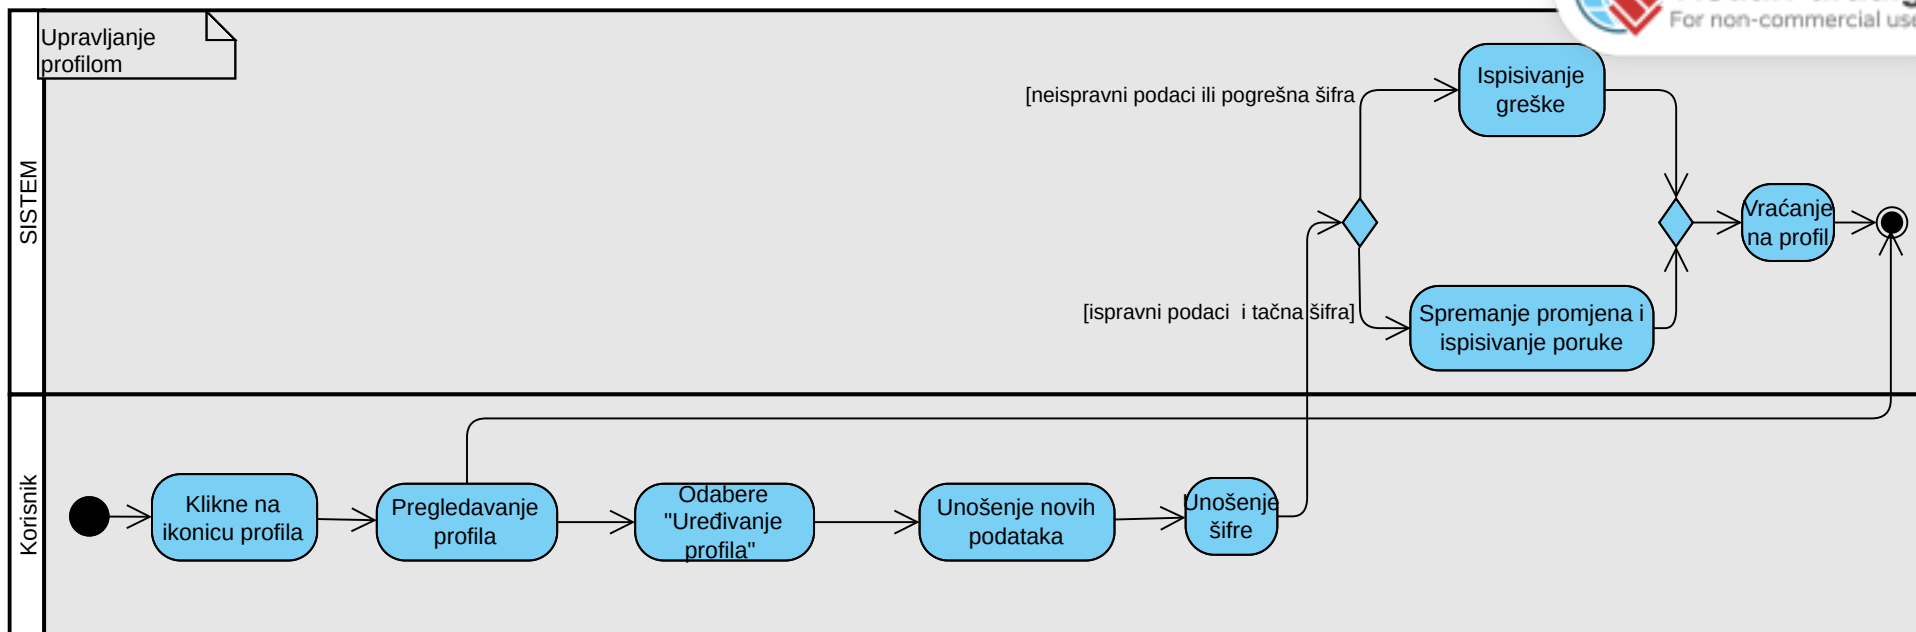 Upravljanje
profilom
For non-commercial use
SISTEM
[neispravni podaci ili pogrešna šifra
Ispisivanje
greške
Vraćanje
na profil
[ispravni podaci  i tačna šifra]
Spremanje promjena i
ispisivanje poruke
Korisnik
Klikne na
ikonicu profila
Pregledavanje
profila
Odabere
"Uređivanje
profila"
Unošenje novih
podataka
Unošenje
šifre